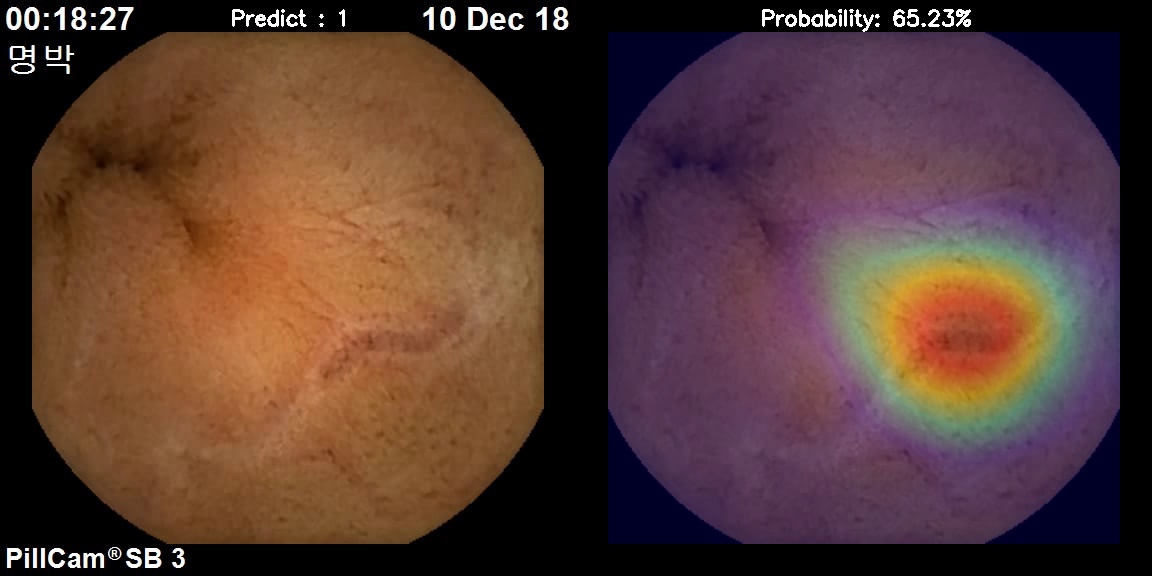 00:18:27 Predict : 1 10 Dec 18 Probability: 65.23%
명박
PillCam® SB 3